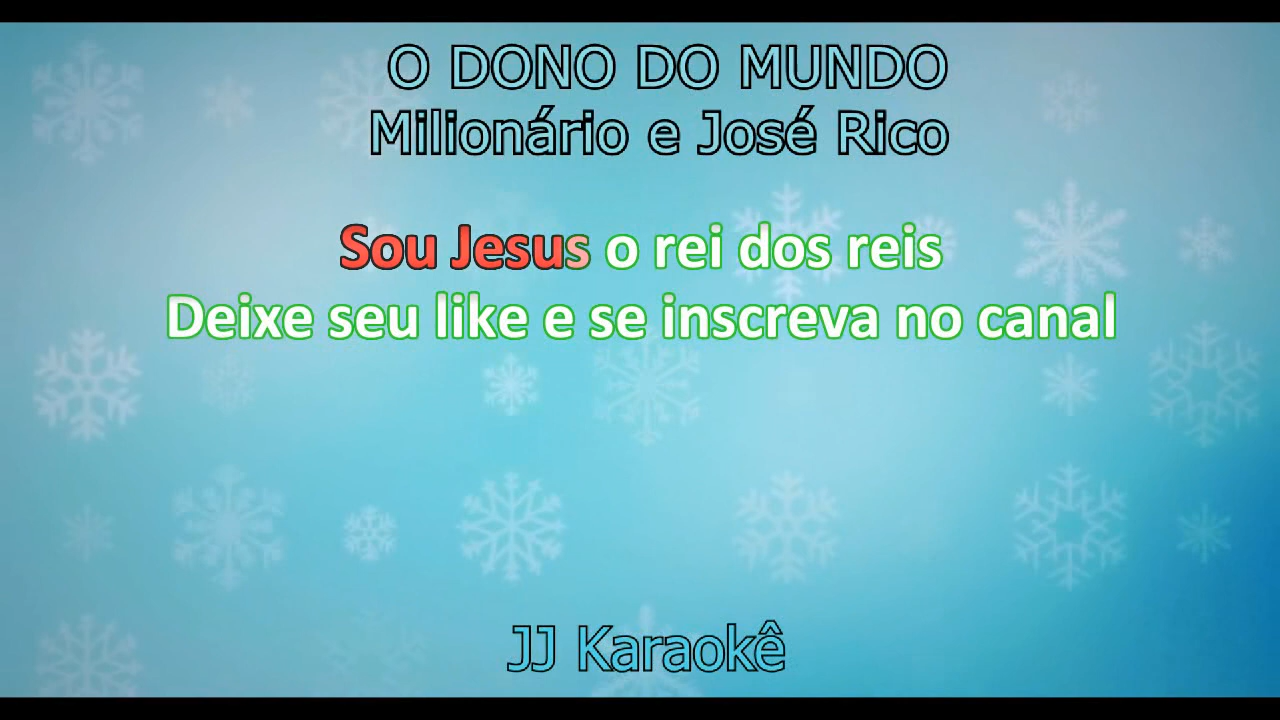 O DONO DO MUNDO
Milionário e José Rico
Sou Jesus o rei dos reis
Deixe seu like e se inscreva no canal
JJ Karaokê